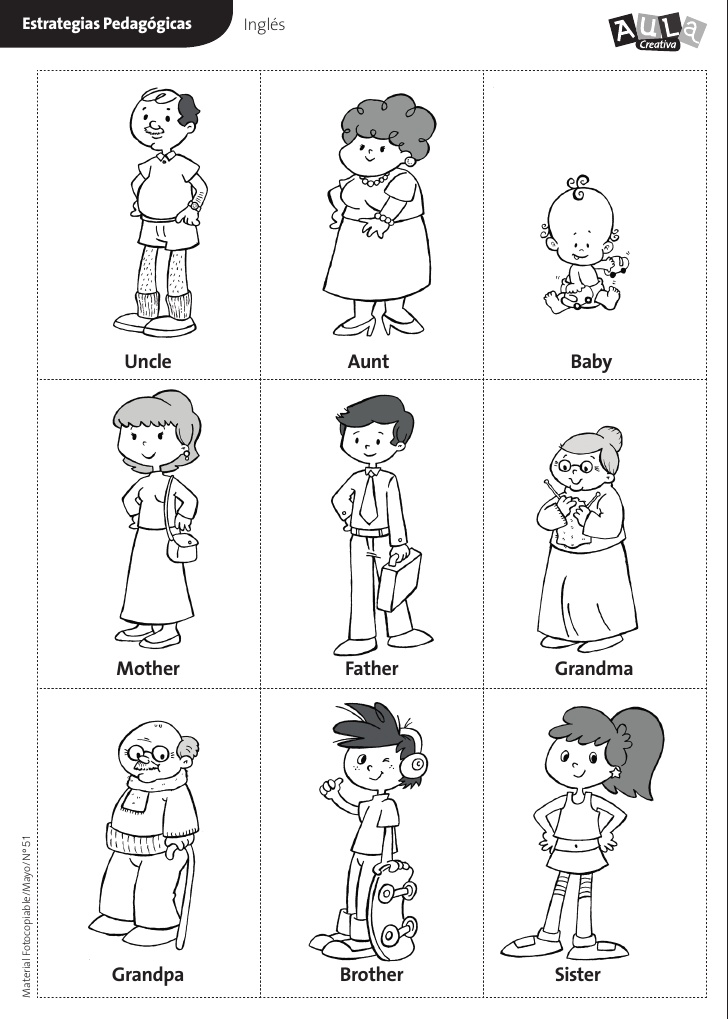 Estrategias Pedagógicas
Inglés
AULa
Creativa
Uncle
Aunt
Baby
Mother
Father
Grandma
Grandpa
Brother
Sister
Material Fotocopiable/Mayo/Nº 51